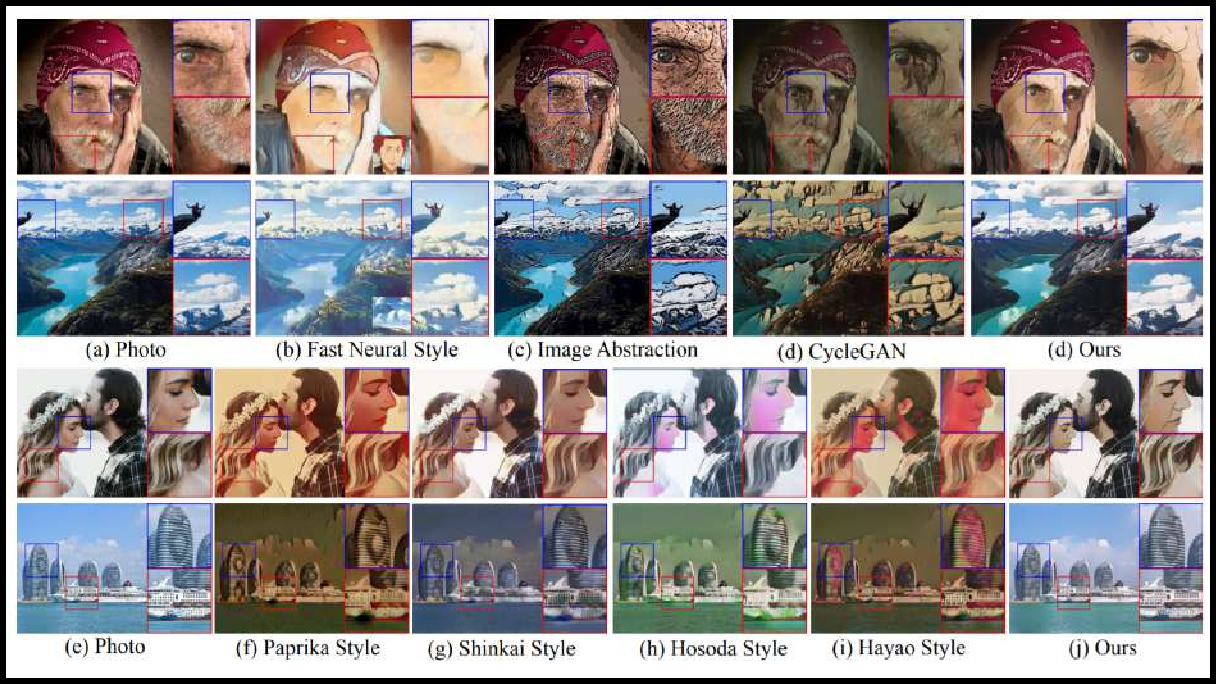 (a) Photo (b) Fast Neural Style (c) Image Abstraction (d) CycleGAN (d) Ours
(e) Photo (f) Paprika Style (g) Shinkai Style (h) Hosoda Style (i) Hayao Style (j) Ours